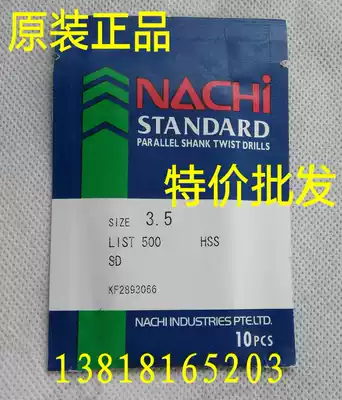 原装正品
NACHi
STANDARD
PARALLEL SHANK TWIST DRILLS
特价批发
SIZE 3.5
LIST 500 HSS
SD
KF2893066
NACHI INDUSTRIES PTE.LTD.
10PCS
13818165203